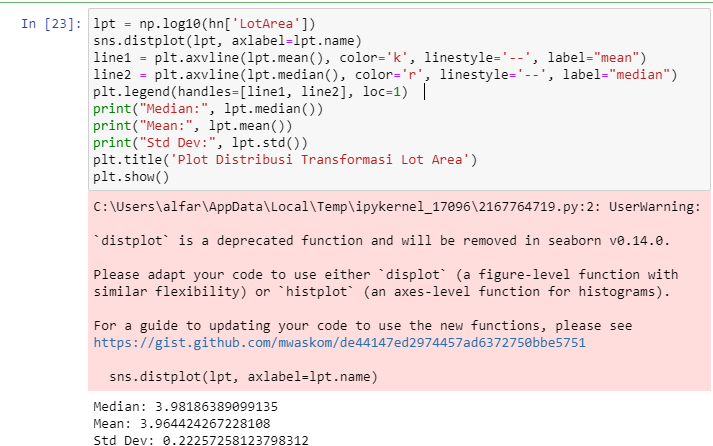 In [23]: lpt = np.log10(hn['LotArea'])
sns.distplot(lpt, axlabel=lpt.name)
line1 = plt.axvline(lpt.mean(), color='k', linestyle='--', label="mean")
line2 = plt.axvline(lpt.median(), color='r', linestyle='--', label="median")
plt.legend(handles=[line1, line2], loc=1)
print("Median:", lpt.median())
print("Mean:", lpt.mean())
print("Std Dev:", lpt.std())
plt.title('Plot Distribusi Transformasi Lot Area')
plt.show()
C:\Users\alfar\AppData\Local\Temp\ipykernel_17096\2167764719.py:2: UserWarning:
`distplot` is a deprecated function and will be removed in seaborn v0.14.0.
Please adapt your code to use either `displot` (a figure-level function with
similar flexibility) or `histplot` (an axes-level function for histograms).
For a guide to updating your code to use the new functions, please see
https://gist.github.com/mwaskom/de44147ed2974457ad6372750bbe5751
sns.distplot(lpt, axlabel=lpt.name)
Median: 3.98186389099135
Mean: 3.964424267228108
Std Dev: 0.22257258123798312